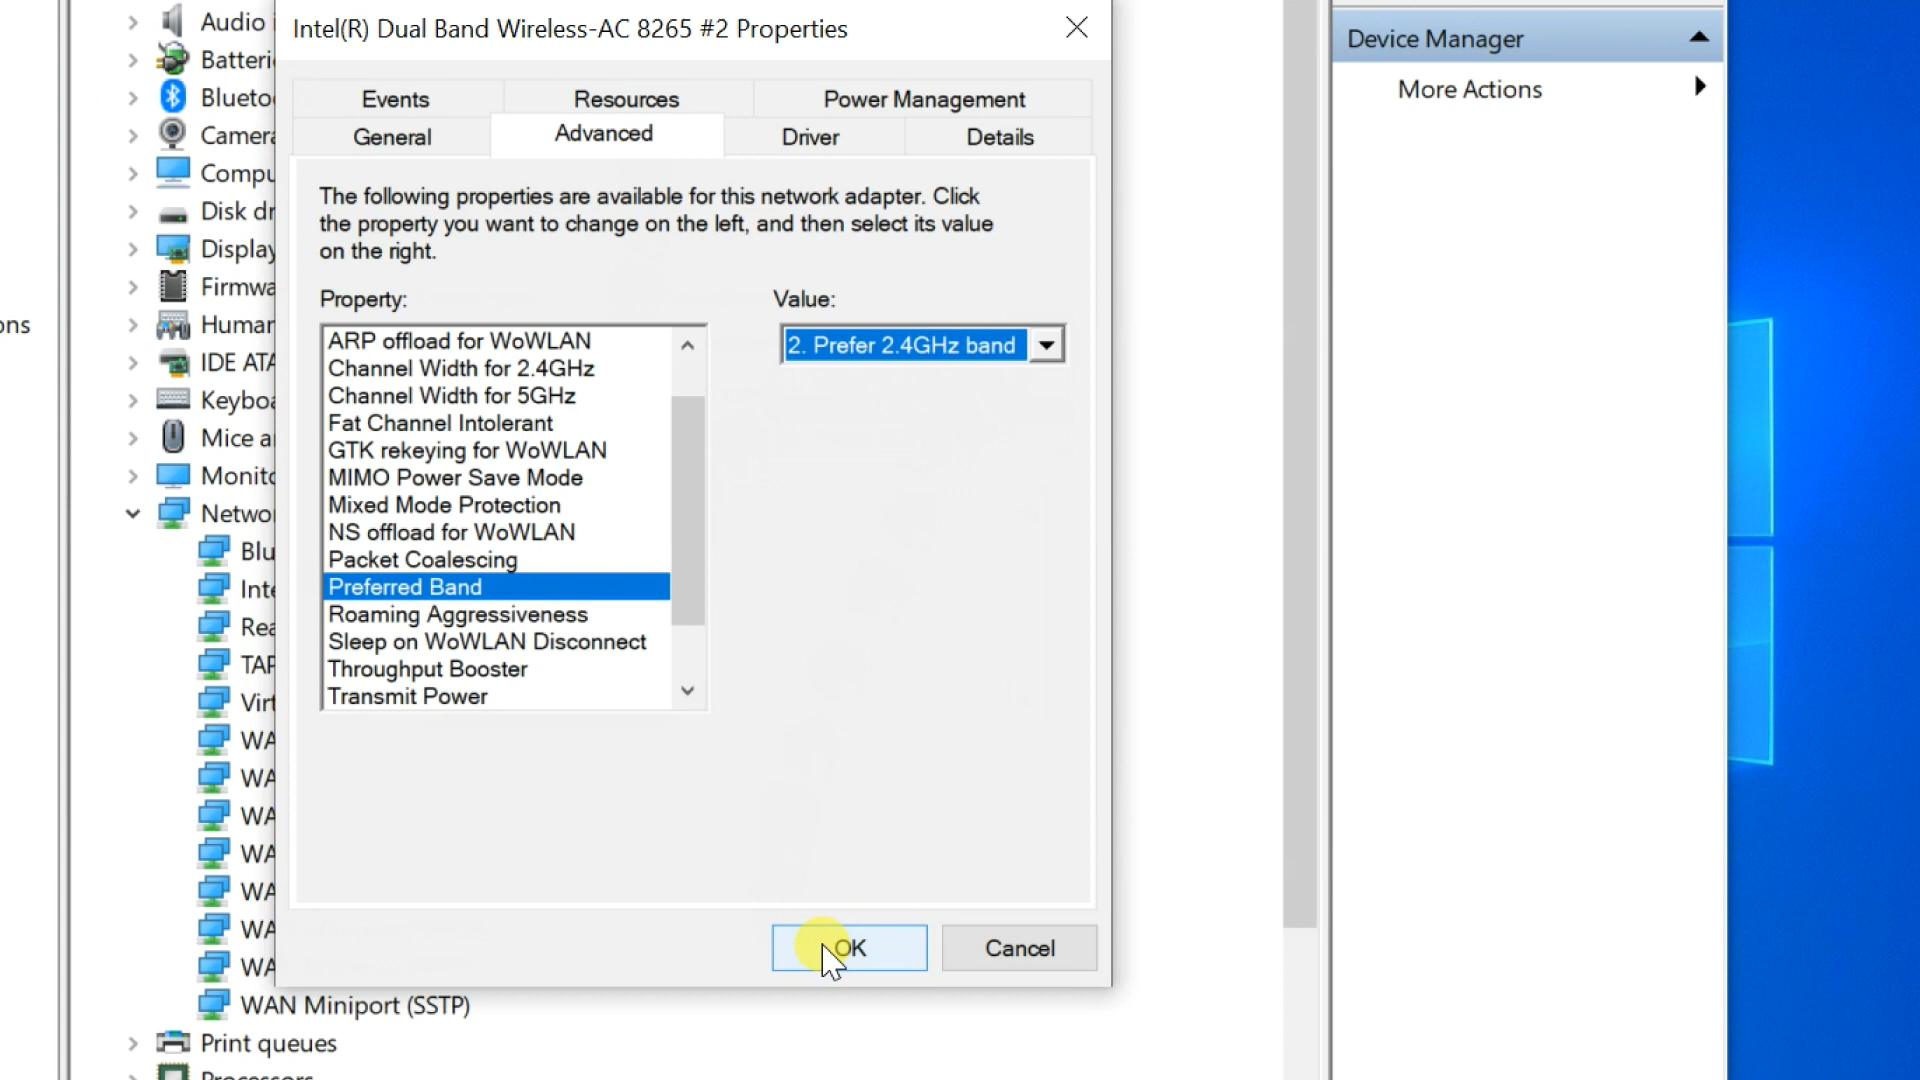 Intel(R) Dual Band Wireless-AC 8265 #2 Properties
Events
Resources
Power Management
General
Advanced
Driver
Details
The following properties are available for this network adapter. Click
the property you want to change on the left, and then select its value
on the right.
Property:
Value:
ARP offload for WoWLAN
Channel Width for 2.4GHz
Channel Width for 5GHz
Fat Channel Intolerant
GTK rekeying for WoWLAN
MIMO Power Save Mode
Mixed Mode Protection
NS offload for WoWLAN
Packet Coalescing
Preferred Band
Roaming Aggressiveness
Sleep on WoWLAN Disconnect
Throughput Booster
Transmit Power
2. Prefer 2.4GHz band
OK
Cancel
ons
Audio i
Batteri
Blueto
Camera
Compu
Disk dr
Display
Firmwa
Human
IDE ATA
Keyboa
Mice a
Monito
Netwo
Blu
Inte
Rea
TAP
Virt
WA
WA
WA
WA
WA
WA
WA
WAN Miniport (SSTP)
Print queues
Processors
Device Manager
More Actions